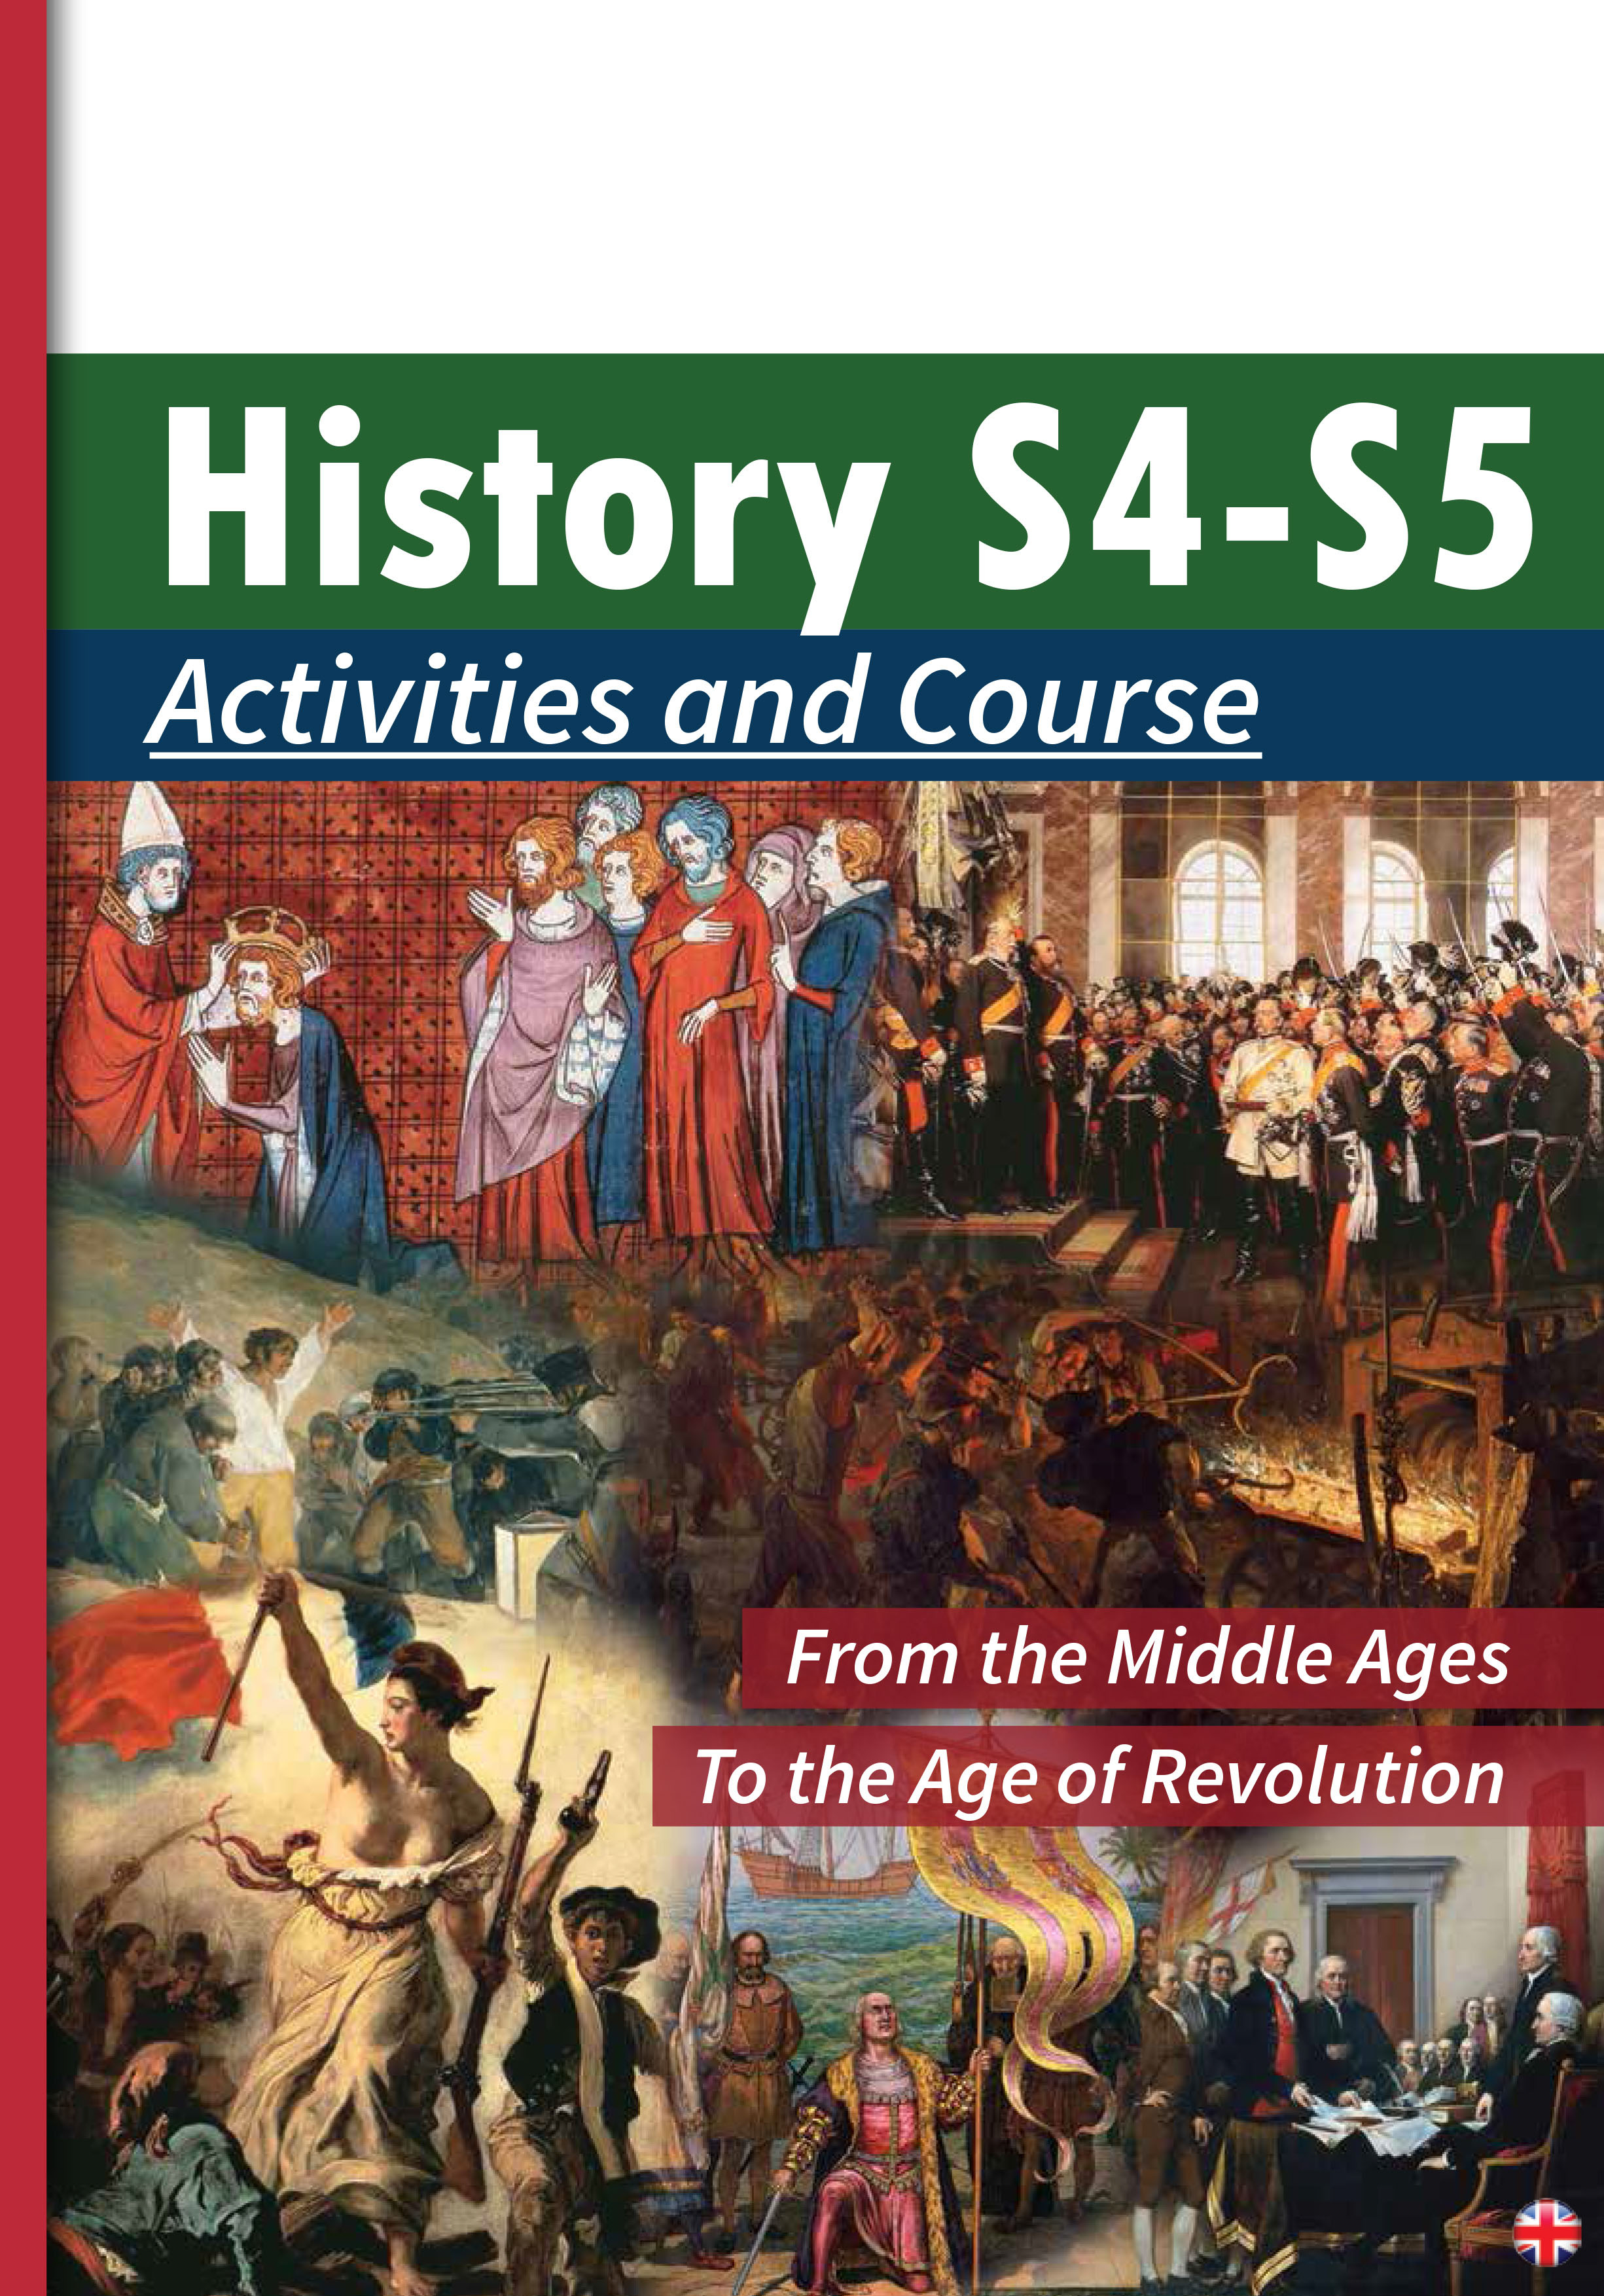 History S4-S5
Activities and Course
From the Middle Ages
To the Age of Revolution